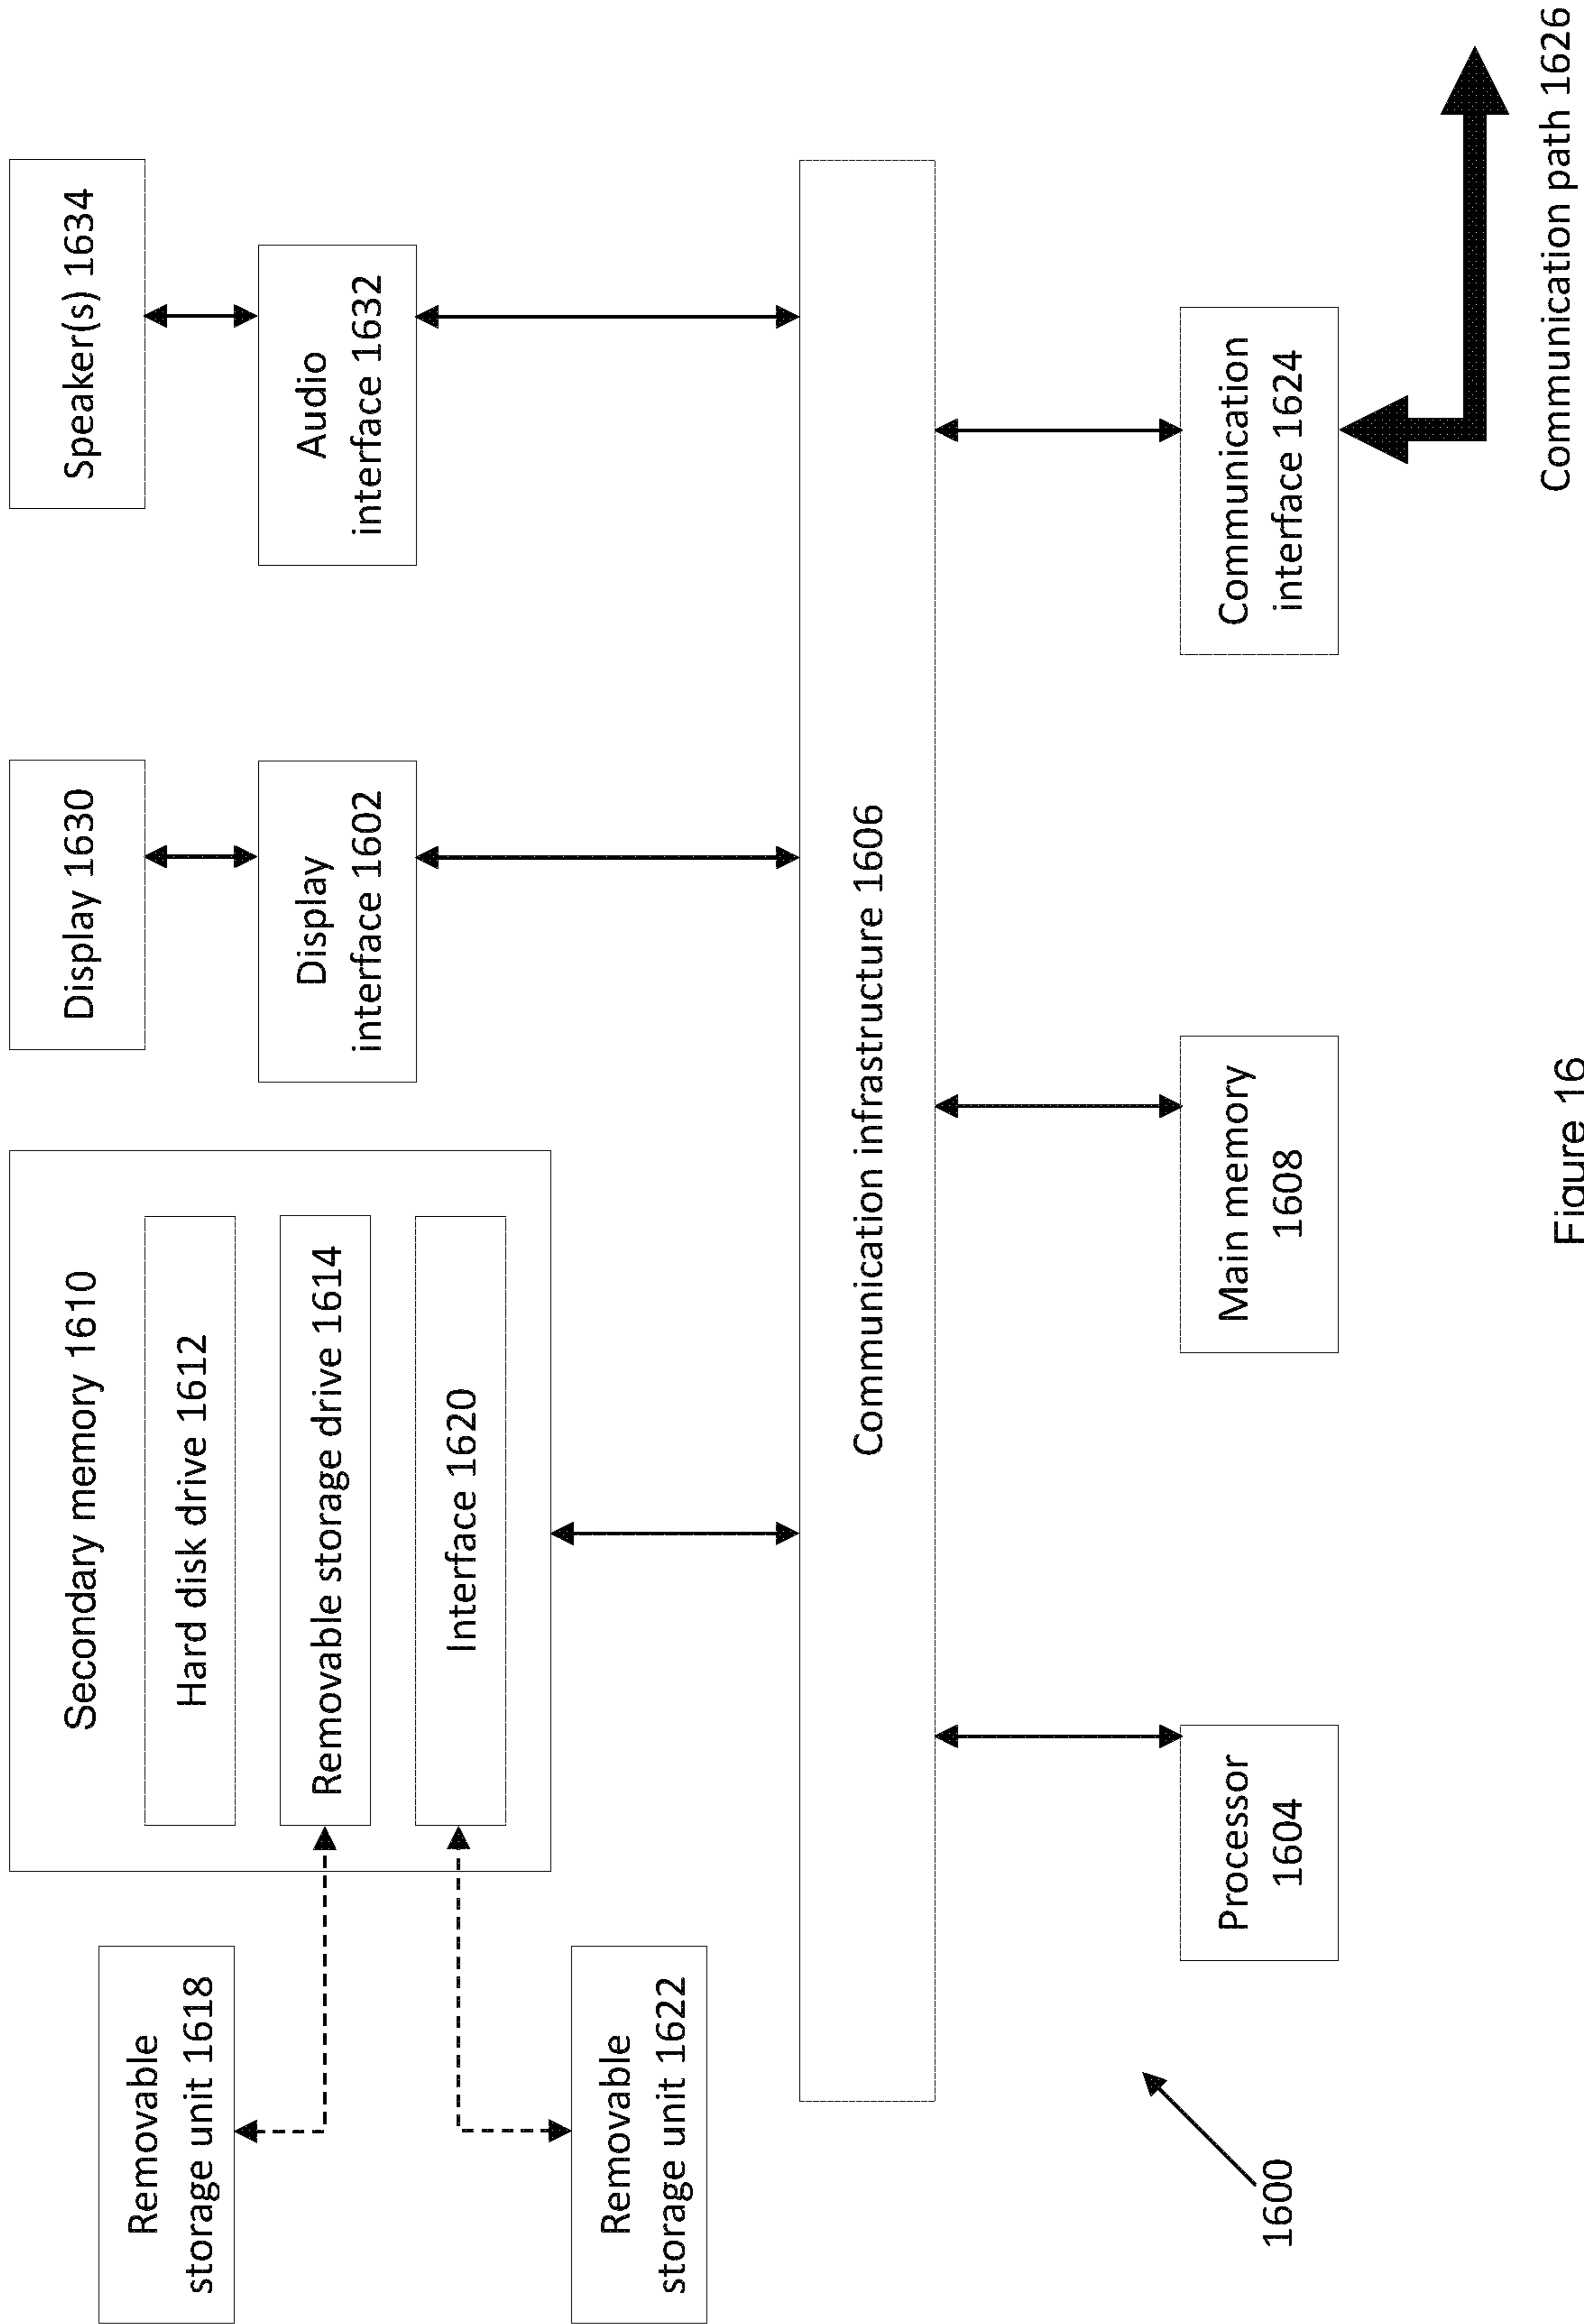 Removable
storage unit 1618
Removable
storage unit 1622
Secondary memory 1610
Hard disk drive 1612
Removable storage drive 1614
Interface 1620
Display 1630
Display
interface 1602
Speaker(s) 1634
Audio
interface 1632
Communication infrastructure 1606
1600
Processor
1604
Main memory
1608
Communication
interface 1624
Communication path 1626
Figure 16